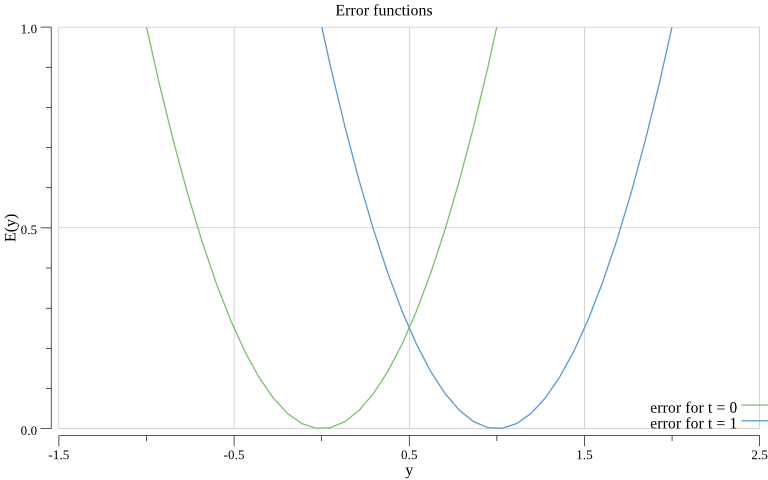 Error functions
1.0
0.5
0.0
E(y)
-1.5 -0.5 0.5 1.5 2.5
y
error for t = 0
error for t = 1